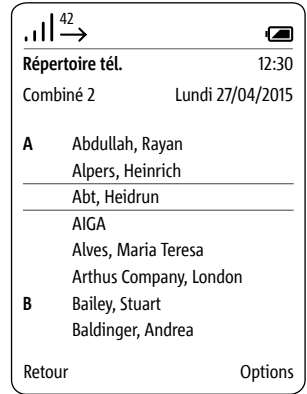 42
Répertoire tél. 12:30
Combiné 2 Lundi 27/04/2015
A Abdullah, Rayan
Alpers, Heinrich
Abt, Heidrun
AIGA
Alves, Maria Teresa
Arthus Company, London
B Bailey, Stuart
Baldinger, Andrea
Retour Options